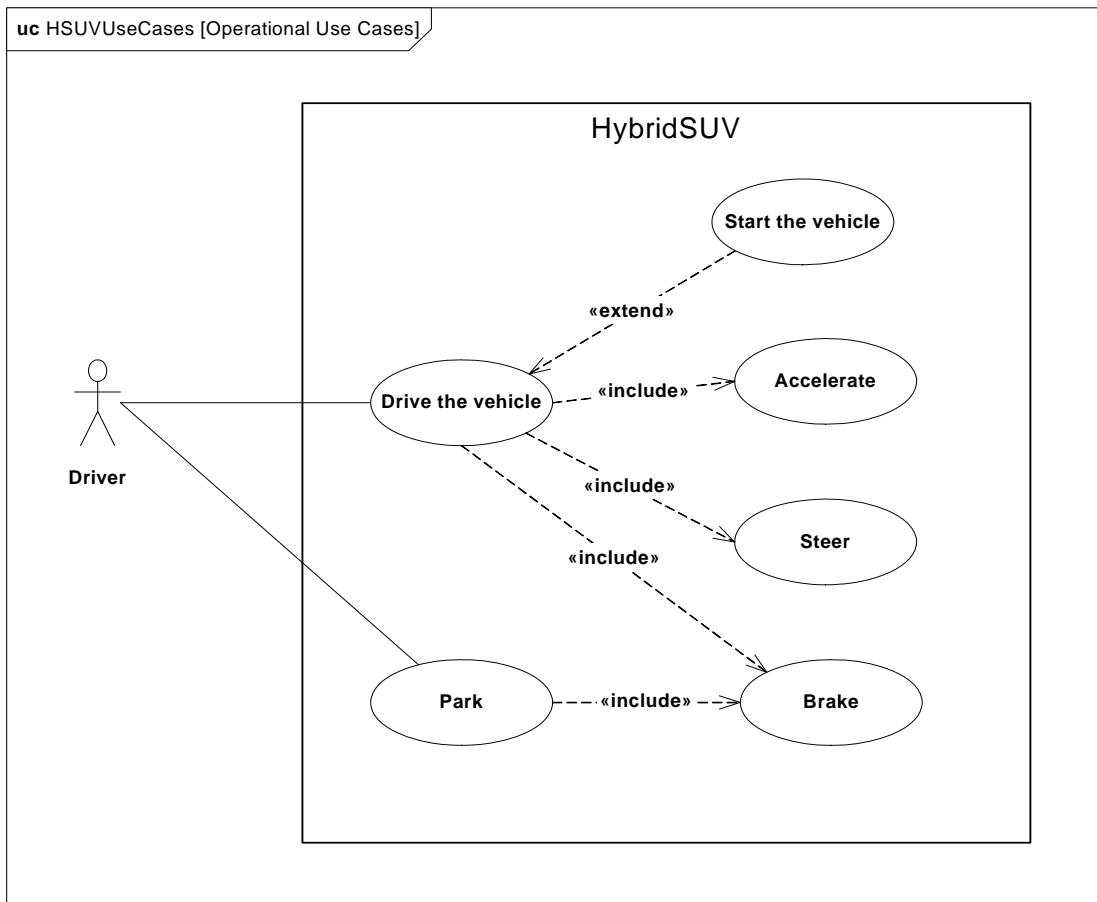 uc HSUVUseCases [Operational Use Cases]
HybridSUV
Start the vehicle
«extend»
Accelerate
«include»
Drive the vehicle
Driver
«include»
Steer
«include»
Park
«include»
Brake